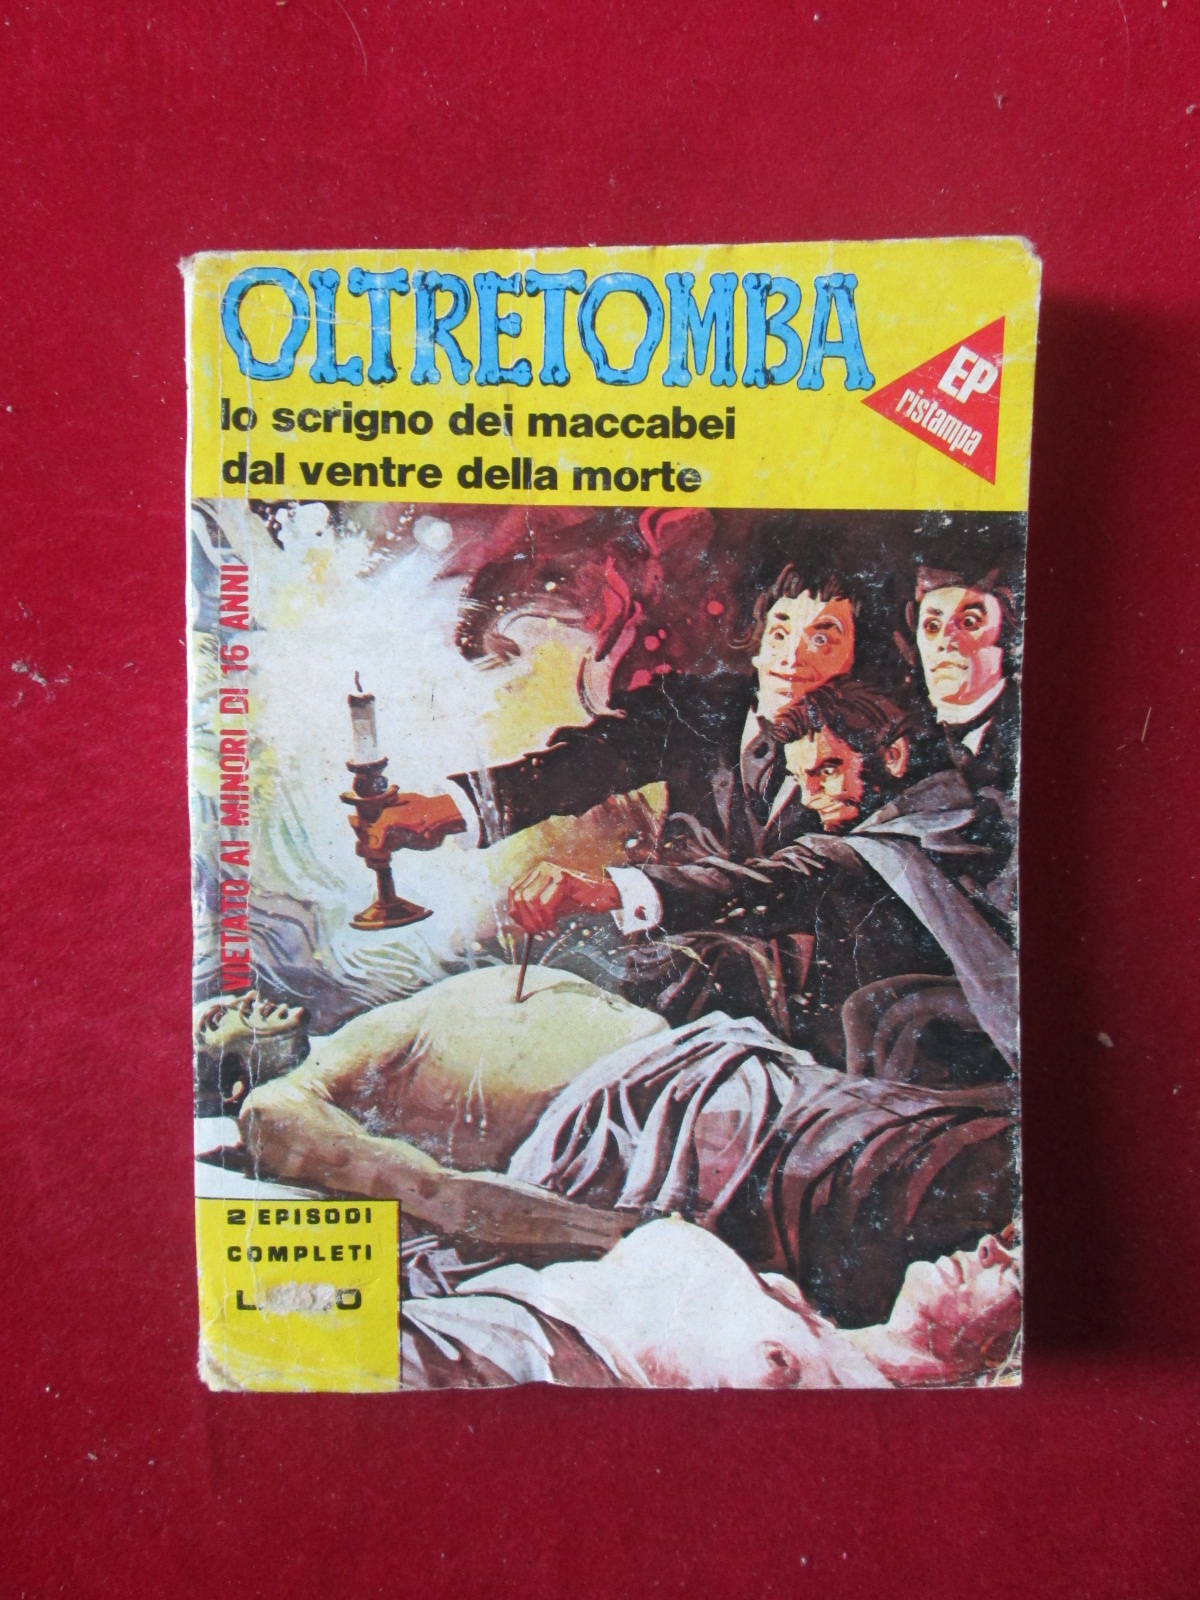 OLTRETOMBA
EP
ristampa
lo scrigno dei maccabei
dal ventre della morte
VIETATO AI MINORI DI 16 ANNI
2 EPISODI
COMPLETI